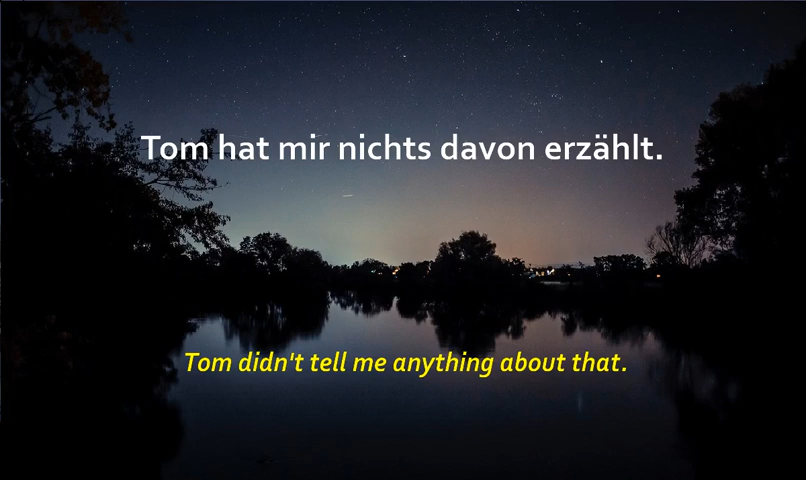 Tom hat mir nichts davon erzählt.
Tom didn't tell me anything about that.